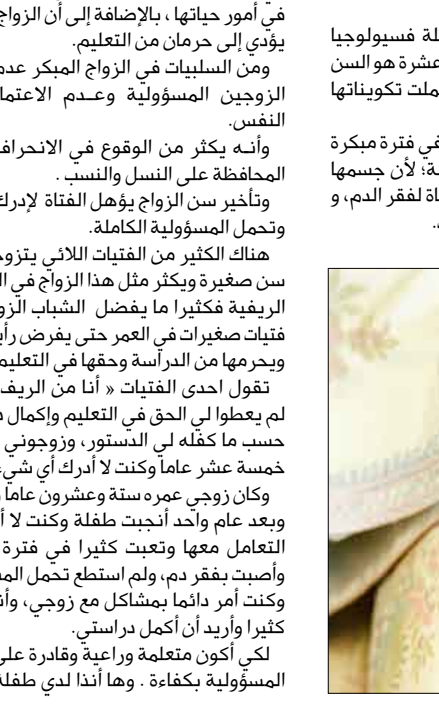 لة فسيولوجيا
عشرة هو السن
ملت تكويناتها
في فترة مبكرة
ة؛ لأن جسمها
اة لفقر الدم، و
في أمور حياتها ، بالإضافة إلى أن الزواج
يؤدي إلى حرمان من التعليم.
ومن السلبيات في الزواج المبكر عدم
الزوجين المسؤولية وعـدم الاعتما
النفس.
وأنـه يكثر من الوقوع في الانحراف
المحافظة على النسل والنسب .
وتأخير سن الزواج يؤهل الفتاة لإدرك
وتحمل المسؤولية الكاملة.
هناك الكثير من الفتيات اللائي يتزوج
سن صغيرة ويكثر مثل هذا الزواج في ال
الريفية فكثيرا ما يفضل الشباب الزو
فتيات صغيرات في العمر حتى يفرض رأي
ويحرمها من الدراسة وحقها في التعليم
تقول احدى الفتيات « أنا من الريف
لم يعطوا لي الحق في التعليم وإكمال د
حسب ما كفله لي الدستور، وزوجوني
خمسة عشر عاما وكنت لا أدرك أي شيء
وكان زوجي عمره ستة وعشرون عاما
وبعد عام واحد أنجبت طفلة وكنت لا أ
التعامل معها وتعبت كثيرا في فترة
وأصبت بفقر دم، ولم استطع تحمل الم
وكنت أمر دائما بمشاكل مع زوجي، وأن
كثيرا وأريد أن أكمل دراستي.
لكي أكون متعلمة وراعية وقادرة على
المسؤولية بكفاءة . وها أنذا لدي طفلة